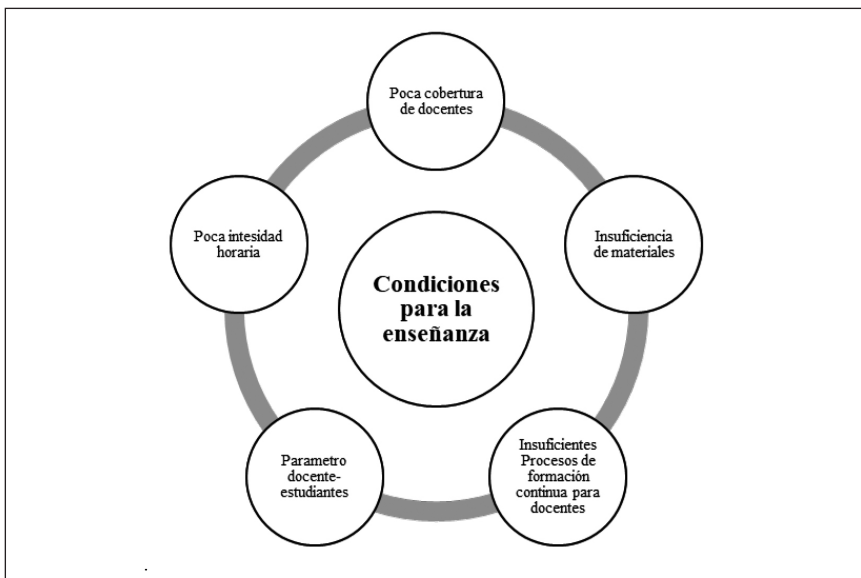 Poca cobertura
de docentes
Poca intesidad
horaria
Insuficiencia
de materiales
Condiciones
para la
enseñanza
Parametro
docente-
estudiantes
Insuficientes
Procesos de
formación
continua para
docentes